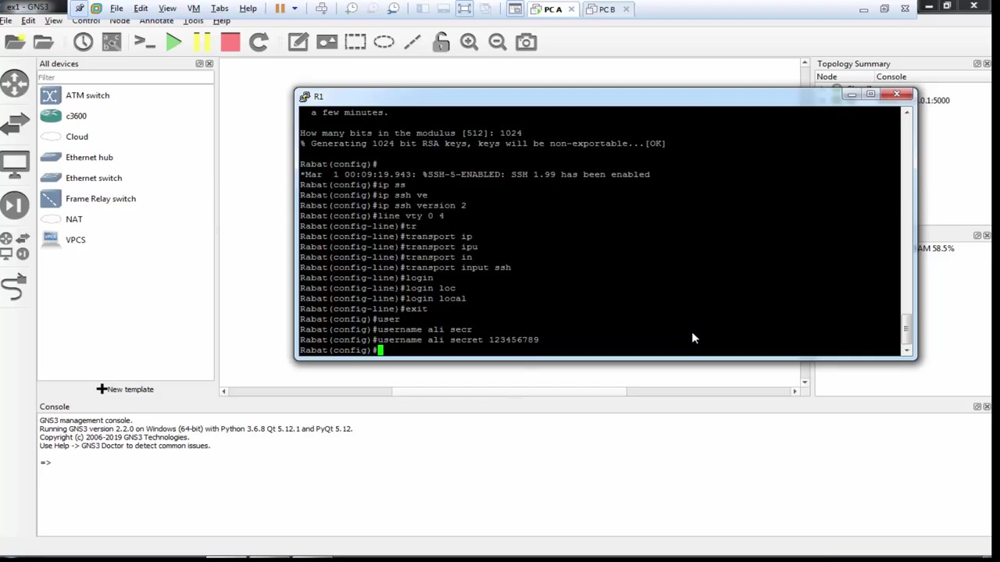 ex1 - GNS3
File Edit View VM Tabs Help
PC A
PC B
File Edit View Control Node Annotate Tools Help
All devices
Filter
ATM switch
c3600
Cloud
Ethernet hub
Ethernet switch
Frame Relay switch
NAT
VPCS
New template
R1
a few minutes.
How many bits in the modulus [512]: 1024
% Generating 1024 bit RSA keys, keys will be non-exportable...[OK]
Rabat(config)#
*Mar  1 00:09:19.943: %SSH-5-ENABLED: SSH 1.99 has been enabled
Rabat(config)#ip ss
Rabat(config)#ip ssh ve
Rabat(config)#ip ssh version 2
Rabat(config)#line vty 0 4
Rabat(config-line)#tr
Rabat(config-line)#transport ip
Rabat(config-line)#transport ipu
Rabat(config-line)#transport in
Rabat(config-line)#transport input ssh
Rabat(config-line)#login
Rabat(config-line)#login loc
Rabat(config-line)#login local
Rabat(config-line)#exit
Rabat(config)#user
Rabat(config)#username ali secr
Rabat(config)#username ali secret 123456789
Rabat(config)#
Topology Summary
Node Console
.0.1:5000
AM 58.5%
Console
GNS3 management console.
Running GNS3 version 2.2.0 on Windows (64-bit) with Python 3.6.8 Qt 5.12.1 and PyQt 5.12.
Copyright (c) 2006-2019 GNS3 Technologies.
Use Help -> GNS3 Doctor to detect common issues.
=>